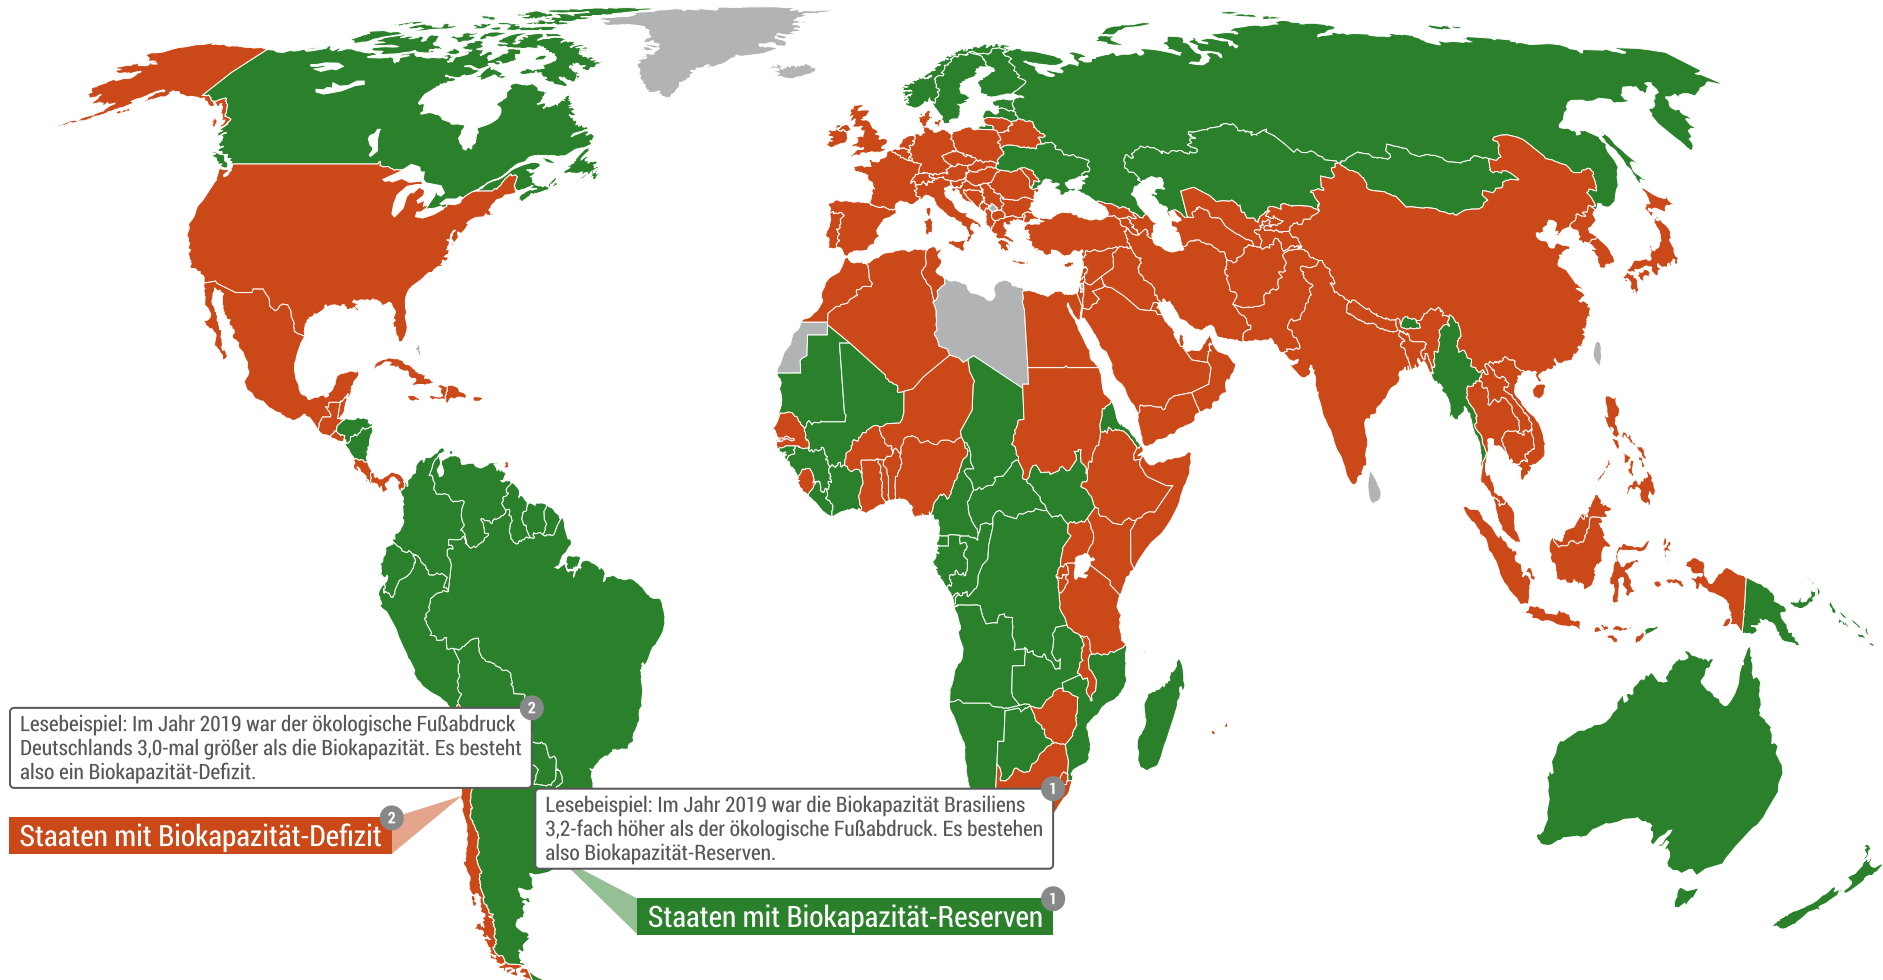 Lesebeispiel: Im Jahr 2019 war der ökologische Fußabdruck
Deutschlands 3,0-mal größer als die Biokapazität. Es besteht
also ein Biokapazität-Defizit.
2
Staaten mit Biokapazität-Defizit
2
Lesebeispiel: Im Jahr 2019 war die Biokapazität Brasiliens
3,2-fach höher als der ökologische Fußabdruck. Es bestehen
also Biokapazität-Reserven.
1
Staaten mit Biokapazität-Reserven
1